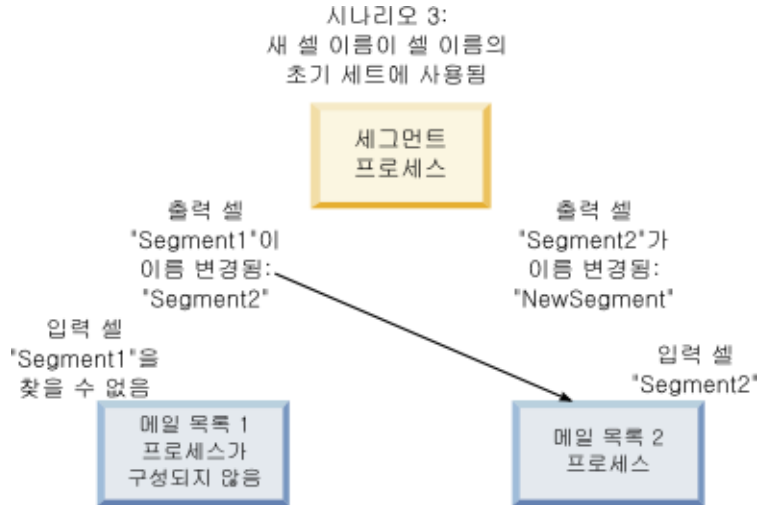 시나리오 3:
새 셀 이름이 셀 이름의
초기 세트에 사용됨
세그먼트
프로세스
출력 셀
"Segment1"이
이름 변경됨:
"Segment2"
출력 셀
"Segment2"가
이름 변경됨:
"NewSegment"
입력 셀
"Segment1"을
찾을 수 없음
입력 셀
"Segment2"
메일 목록 1
프로세스가
구성되지 않음
메일 목록 2
프로세스